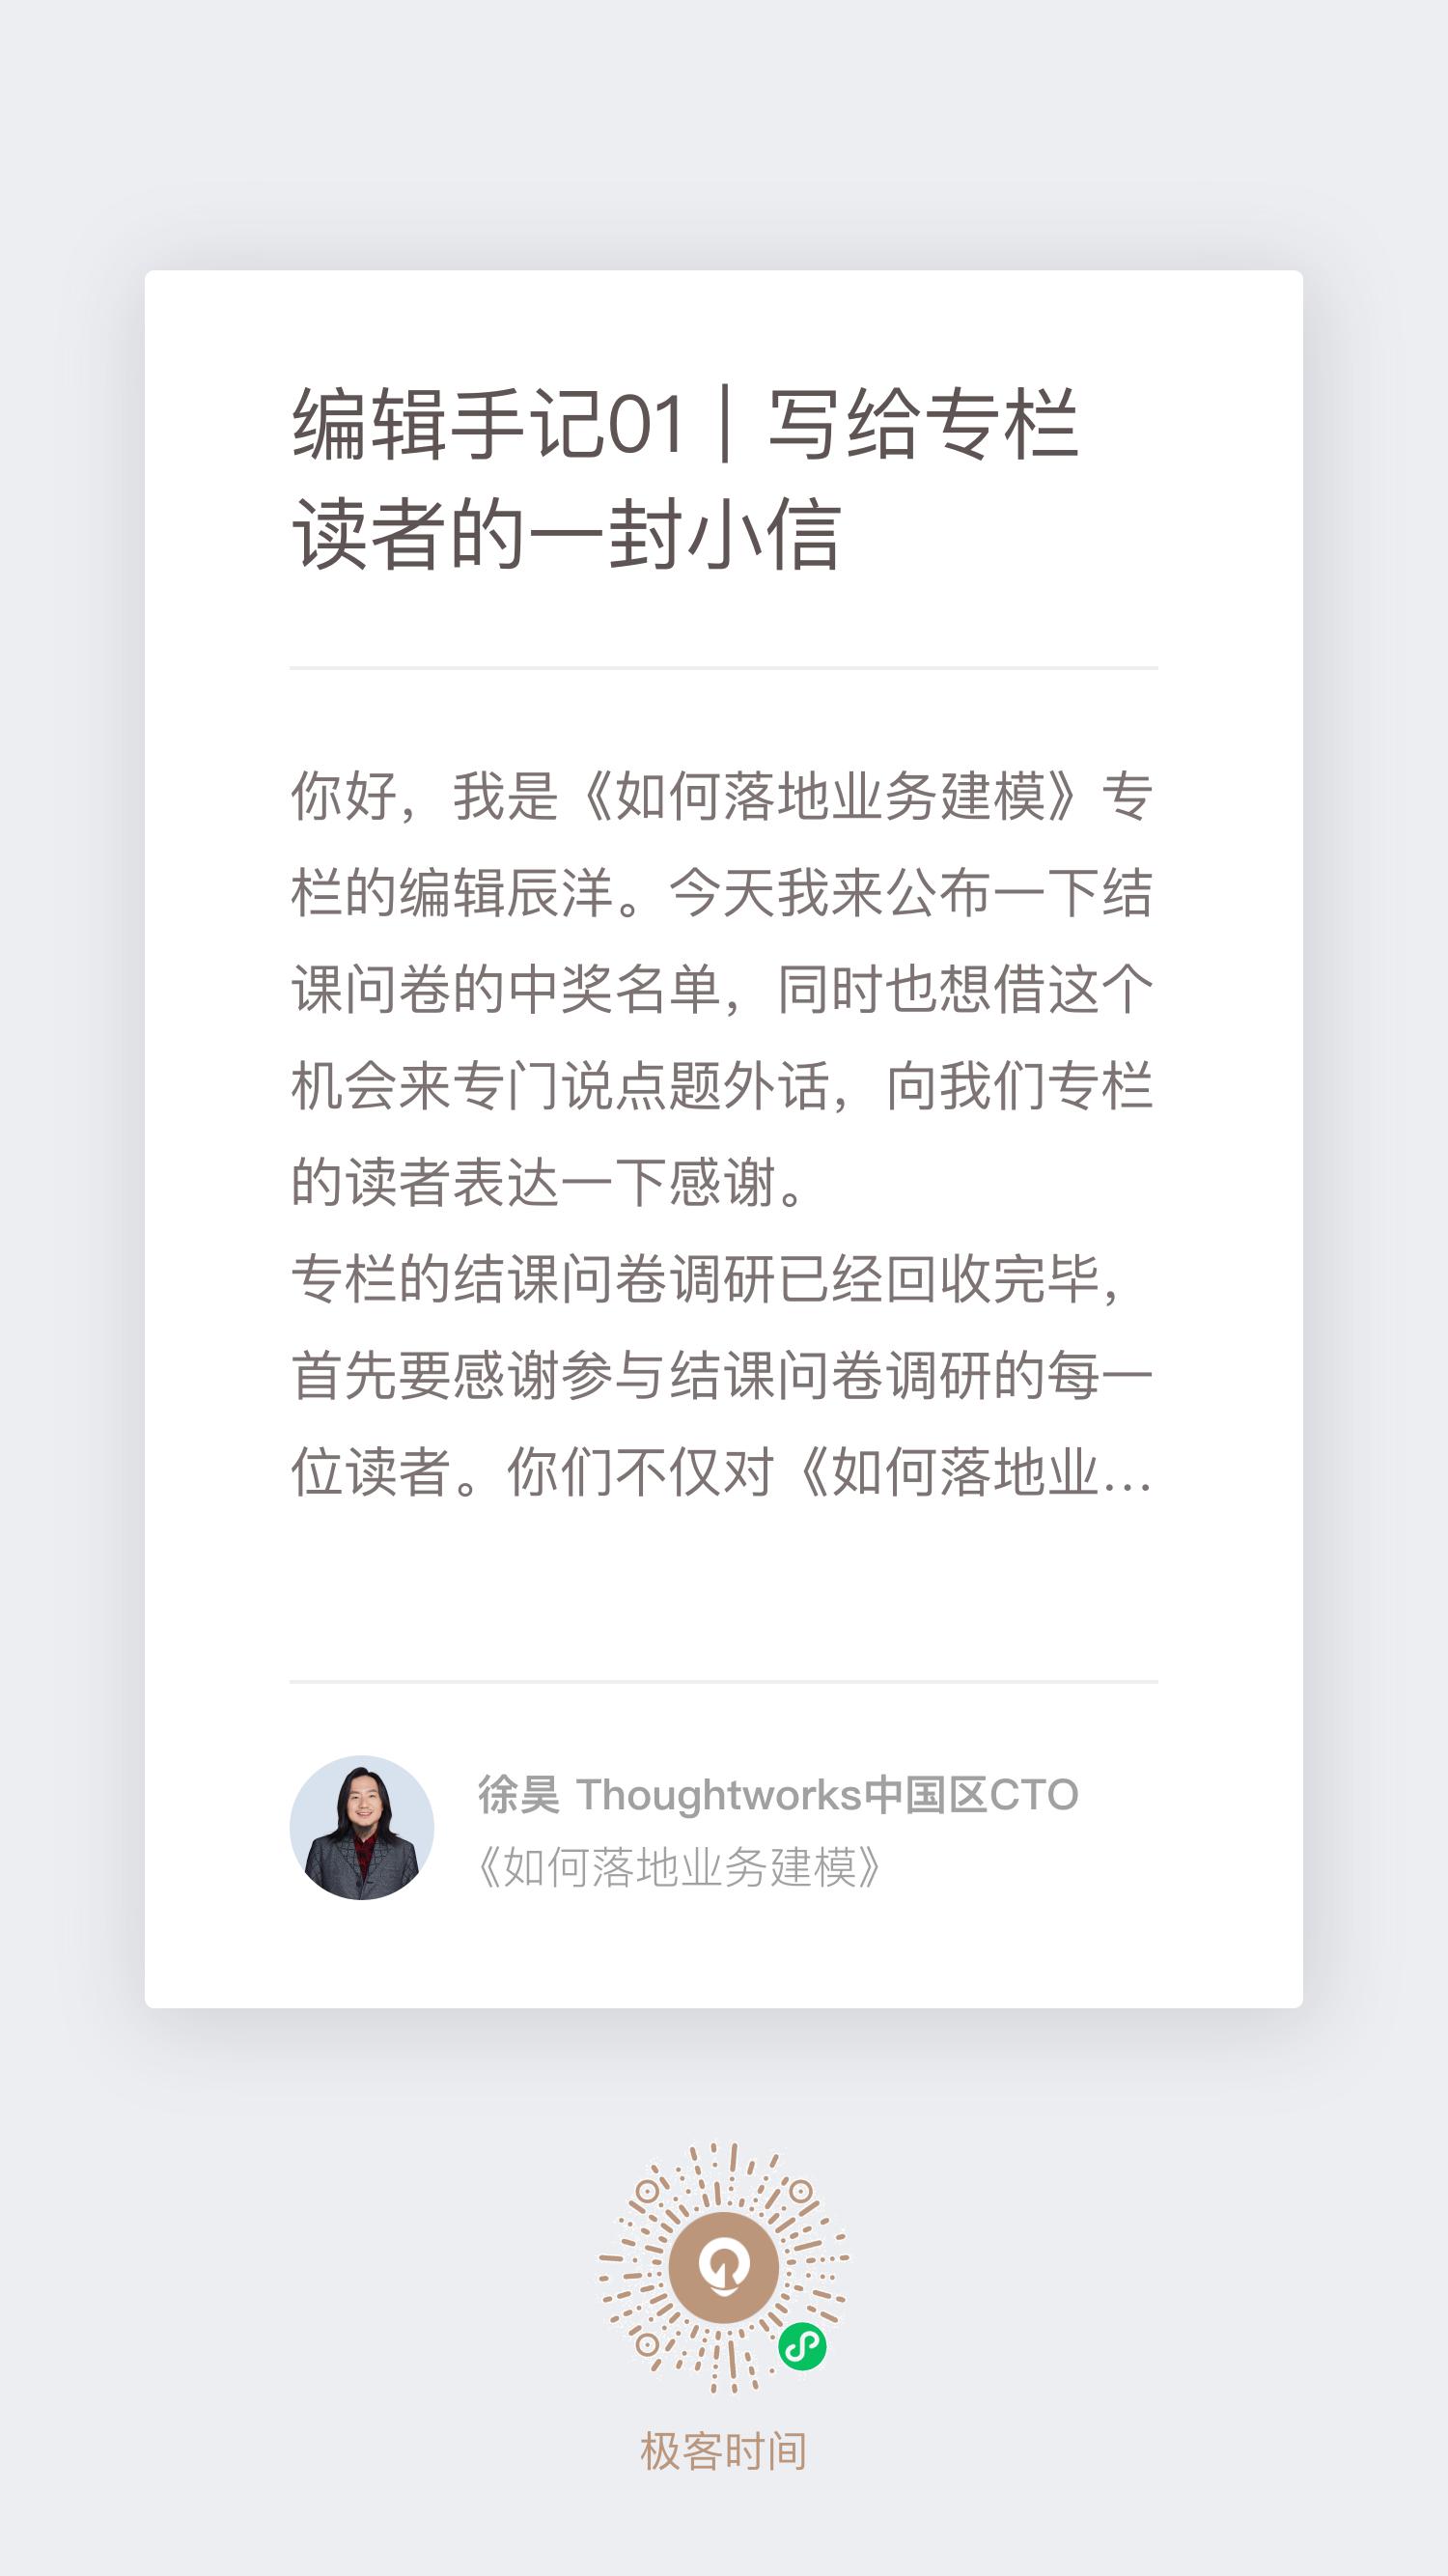 编辑手记01｜写给专栏
读者的一封小信
你好，我是《如何落地业务建模》专
栏的编辑辰洋。今天我来公布一下结
课问卷的中奖名单，同时也想借这个
机会来专门说点题外话，向我们专栏
的读者表达一下感谢。
专栏的结课问卷调研已经回收完毕，
首先要感谢参与结课问卷调研的每一
位读者。你们不仅对《如何落地业...
徐昊 Thoughtworks中国区CTO
《如何落地业务建模》
极客时间